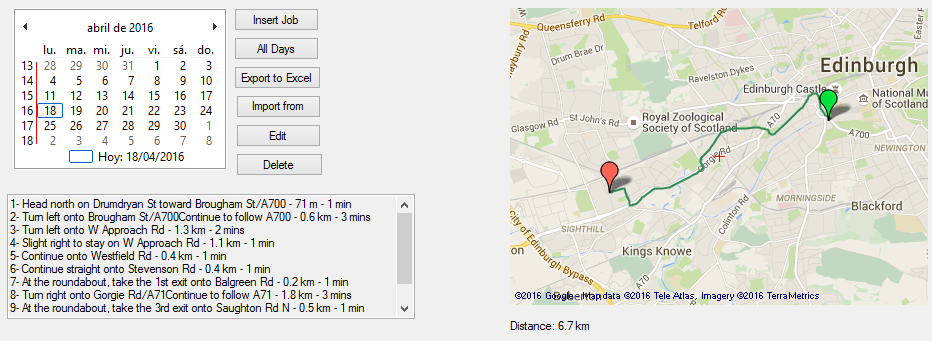 abril de 2016
lu. ma. mi. ju. vi. sá. do.
13 28 29 30 31 1 2 3
14 4 5 6 7 8 9 10
15 11 12 13 14 15 16 17
16 18 19 20 21 22 23 24
17 25 26 27 28 29 30 1
18 2 3 4 5 6 7 8
Hoy: 18/04/2016
Insert Job
All Days
Export to Excel
Import from
Edit
Delete
1- Head north on Drumdryan St toward Brougham St/A700 - 71 m - 1 min
2- Turn left onto Brougham St/A700Continue to follow A700 - 0.6 km - 3 mins
3- Turn left onto W Approach Rd - 1.3 km - 2 mins
4- Slight right to stay on W Approach Rd - 1.1 km - 1 min
5- Continue onto Westfield Rd - 0.4 km - 1 min
6- Continue straight onto Stevenson Rd - 0.4 km - 1 min
7- At the roundabout, take the 1st exit onto Balgreen Rd - 0.2 km - 1 min
8- Turn right onto Gorgie Rd/A71Continue to follow A71 - 1.8 km - 3 mins
9- At the roundabout, take the 3rd exit onto Saughton Rd N - 0.5 km - 1 min
Queensferry Rd
Maybury Rd
Drum Brae Dr
Ravelston Dykes
Easter
Edinburgh
Edinburgh Castle
National Mu
of Scotland
Glasgow Rd
St John's Rd
Royal Zoological
Society of Scotland
A70
A700
Gorgie Rd
NEWINGTON
MORNINGSIDE
Colinton Rd
Blackford
SIGHTHILL
Kings Knowe
City of Edinburgh Bypass
on
A70
©2016 Google - Map data ©2016 Tele Atlas, Imagery ©2016 TerraMetrics
Distance: 6.7 km